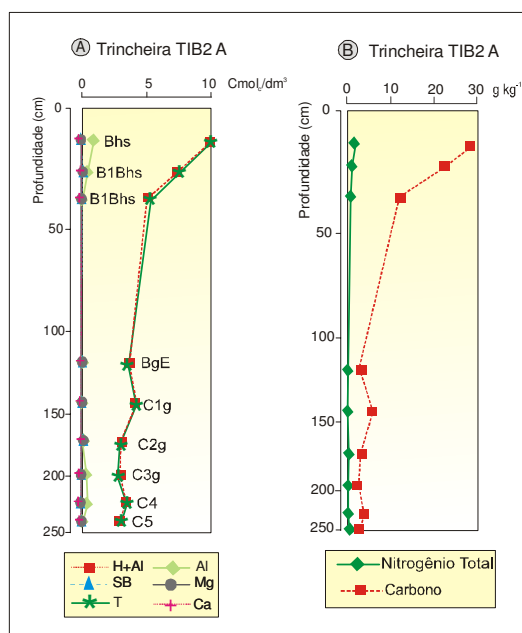 A Trincheira TIB2 A
Cmolc/dm³
0 5 10
Profundidade (cm)
0
50
100
150
200
250
Bhs
B1Bhs
B1Bhs
BgE
C1g
C2g
C3g
C4
C5
H+Al
Al
SB
Mg
T
Ca
B Trincheira TIB2 A
g kg-1
0 10 20 30
Profundidade (cm)
0
50
100
150
200
250
Nitrogênio Total
Carbono